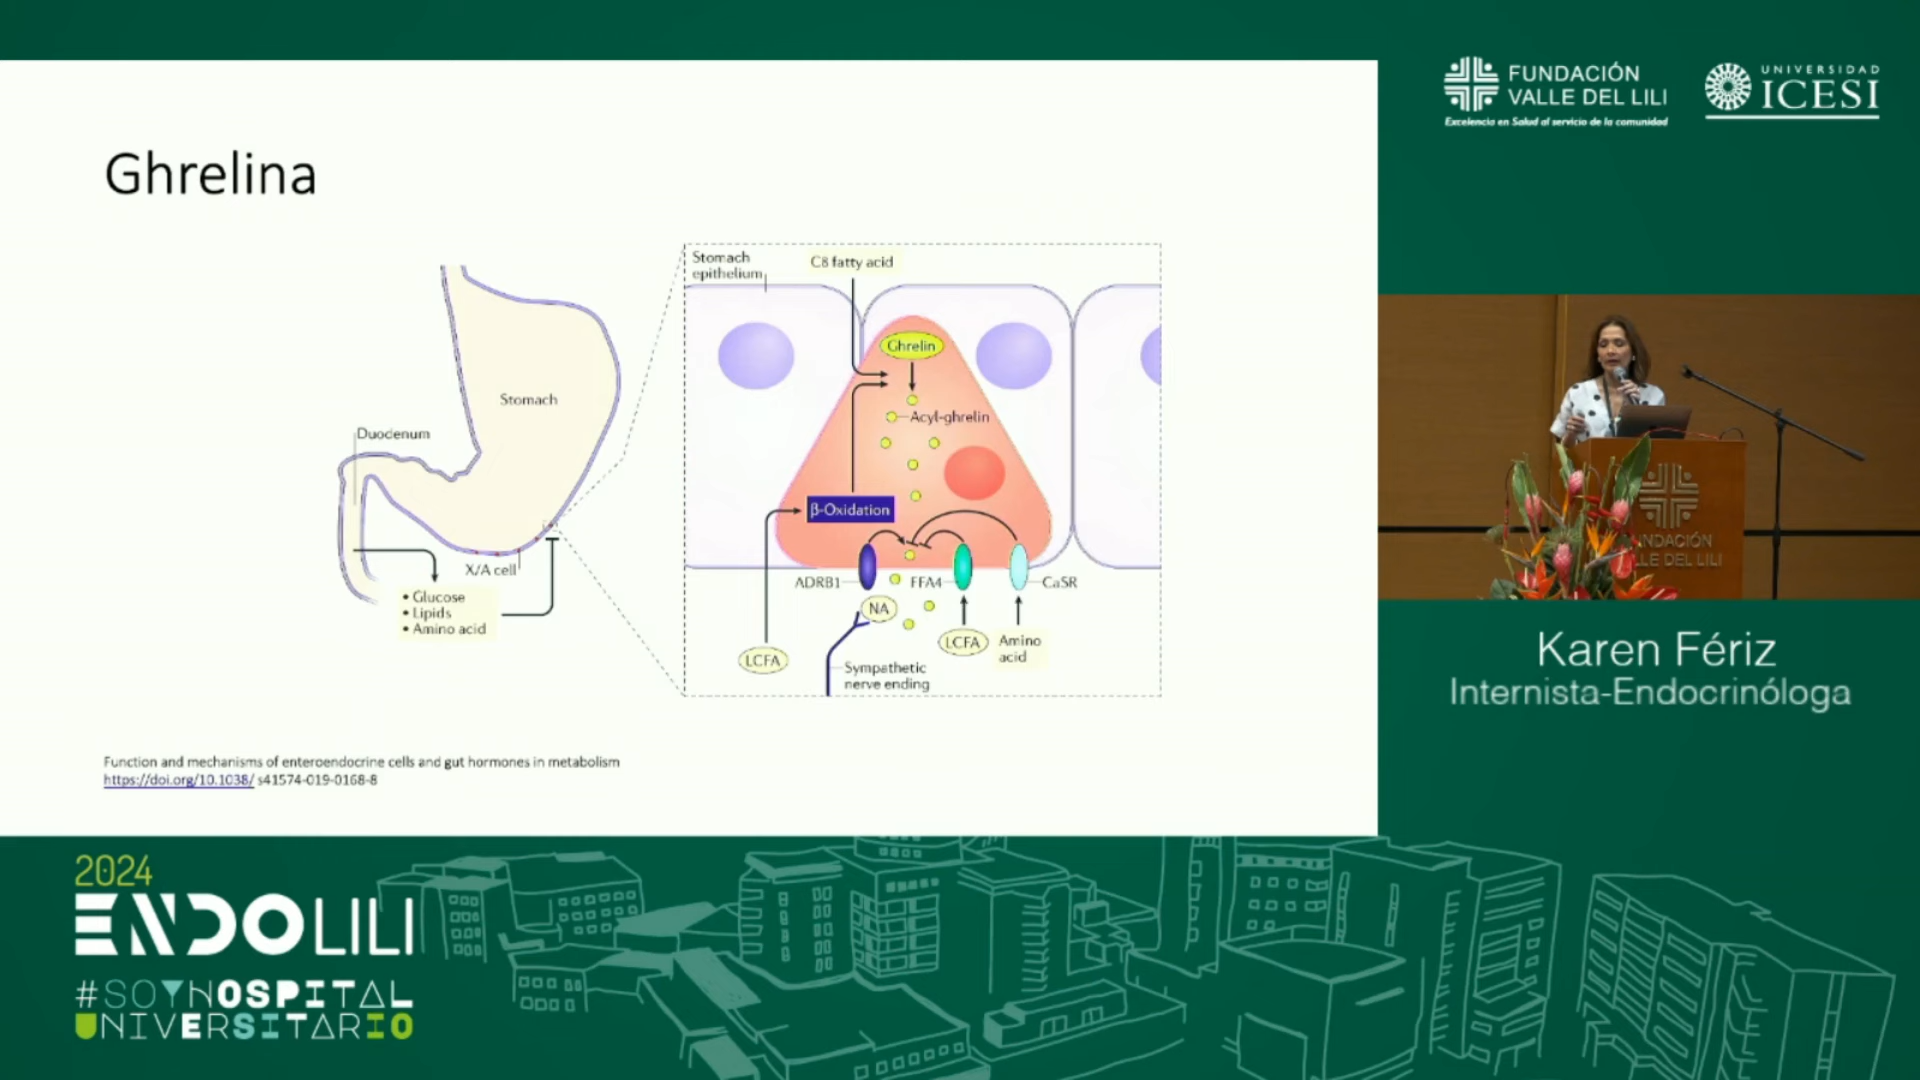 FUNDACIÓN
VALLE DEL LILI
Excelencia en Salud al servicio de la comunidad
UNIVERSIDAD
ICESI
Ghrelina
Stomach
epithelium
C8 fatty acid
Ghrelin
Acyl-ghrelin
Stomach
Duodenum
β-Oxidation
X/A cell
• Glucose
• Lipids
• Amino acid
ADRB1
FFA4
CaSR
NA
LCFA
LCFA
Amino
acid
Sympathetic
nerve ending
Function and mechanisms of enteroendocrine cells and gut hormones in metabolism
https://doi.org/10.1038/ s41574-019-0168-8
Karen Fériz
Internista-Endocrinóloga
2024
ENDOLILI
#SOYHOSPITAL
UNIVERSITARIO